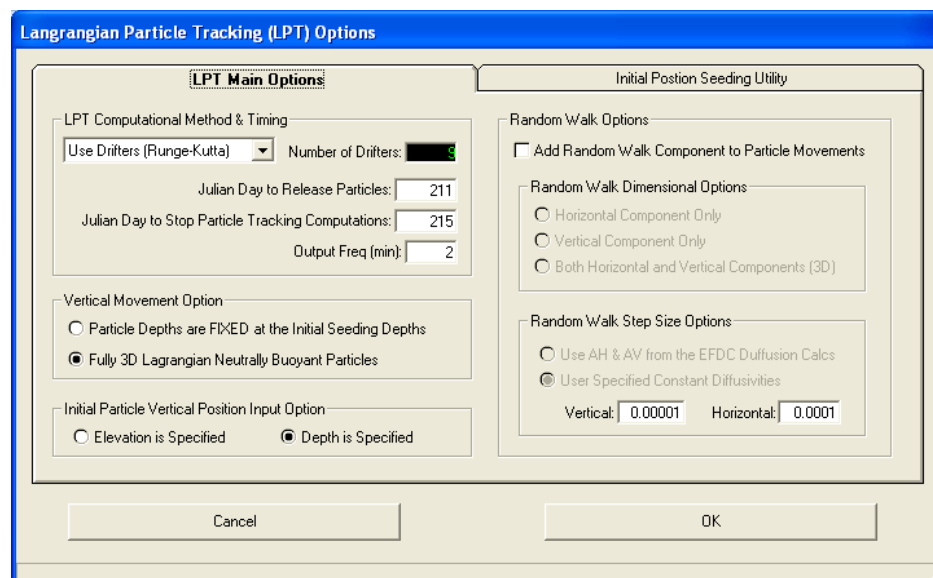 Langrangian Particle Tracking (LPT) Options
LPT Main Options
Initial Postion Seeding Utility
LPT Computational Method & Timing
Use Drifters (Runge-Kutta)
Number of Drifters: 9
Julian Day to Release Particles: 211
Julian Day to Stop Particle Tracking Computations: 215
Output Freq (min): 2
Vertical Movement Option
Particle Depths are FIXED at the Initial Seeding Depths
Fully 3D Lagrangian Neutrally Buoyant Particles
Initial Particle Vertical Position Input Option
Elevation is Specified
Depth is Specified
Random Walk Options
Add Random Walk Component to Particle Movements
Random Walk Dimensional Options
Horizontal Component Only
Vertical Component Only
Both Horizontal and Vertical Components (3D)
Random Walk Step Size Options
Use AH & AV from the EFDC Duffusion Calcs
User Specified Constant Diffusivities
Vertical: 0.00001 Horizontal: 0.0001
Cancel
OK